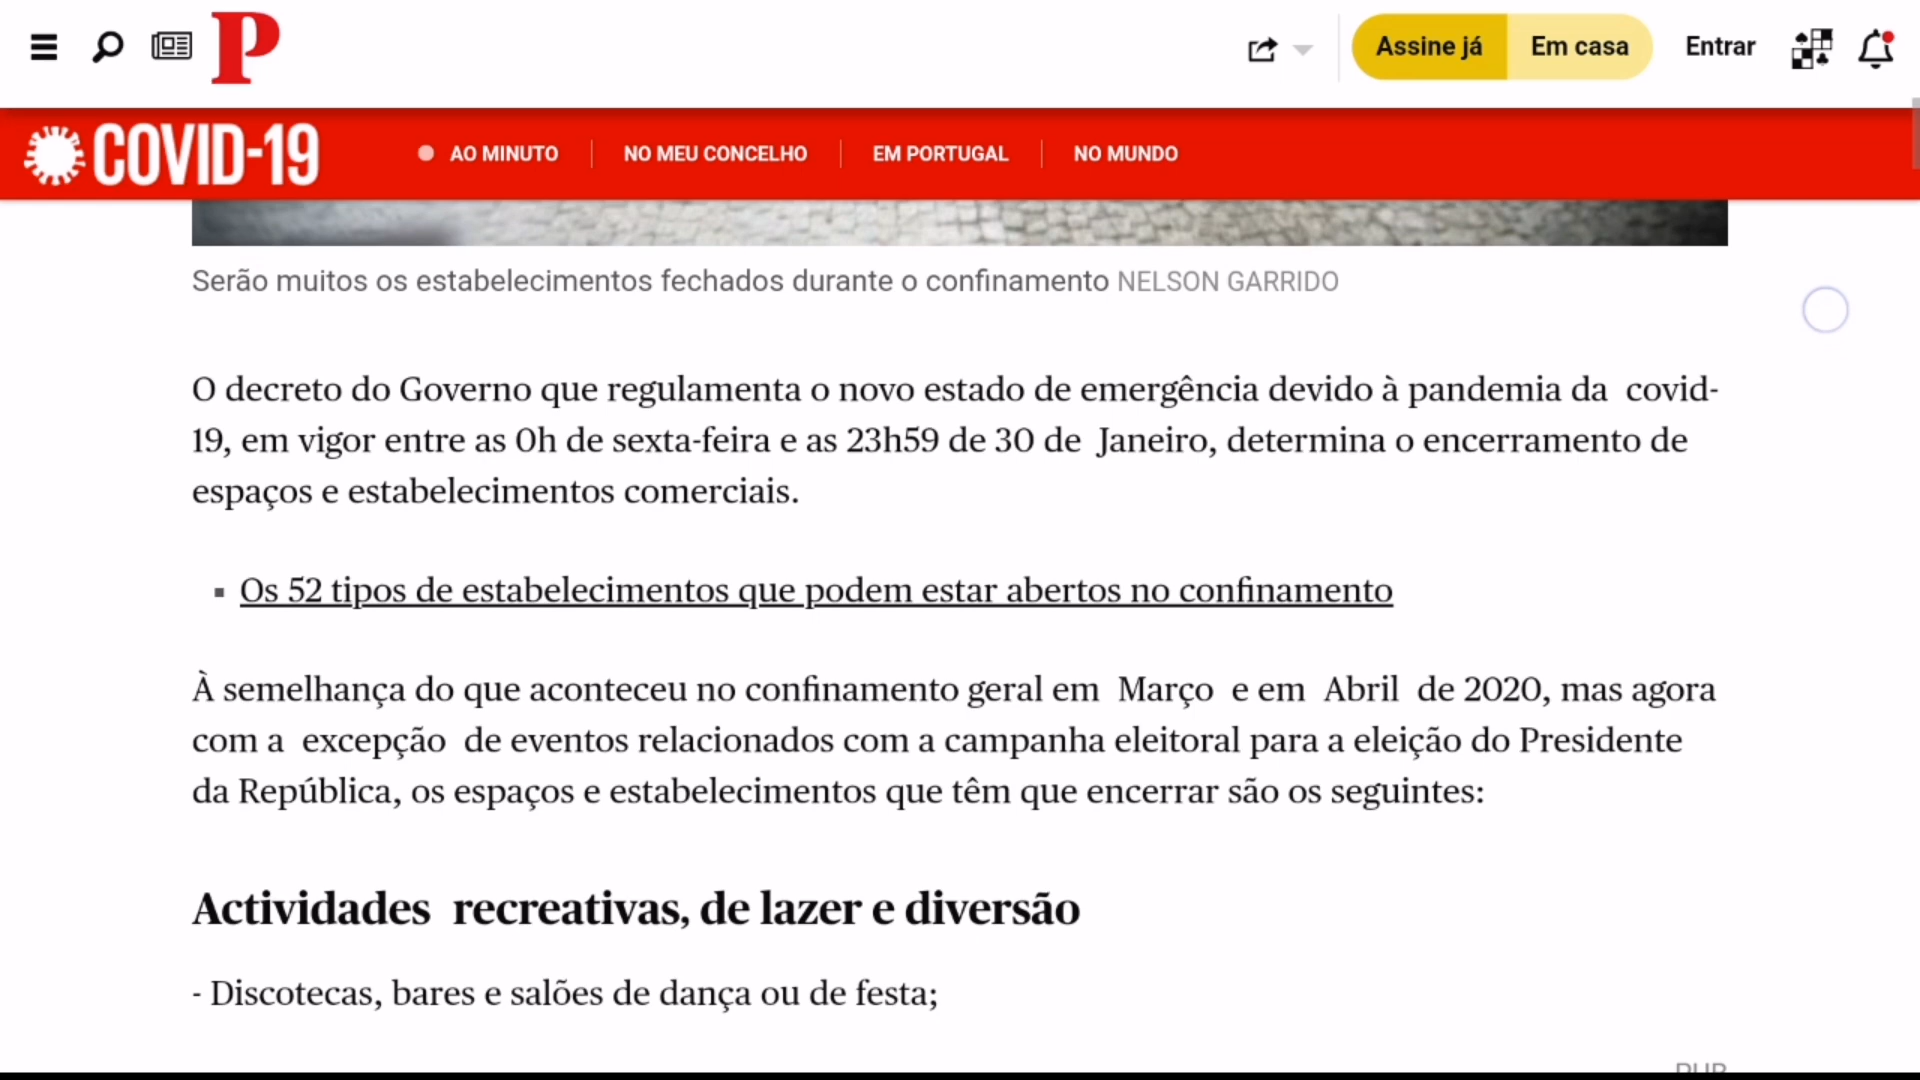 P
Assine já Em casa Entrar
COVID-19 AO MINUTO NO MEU CONCELHO EM PORTUGAL NO MUNDO
Serão muitos os estabelecimentos fechados durante o confinamento NELSON GARRIDO
O decreto do Governo que regulamenta o novo estado de emergência devido à pandemia da covid-
19, em vigor entre as 0h de sexta-feira e as 23h59 de 30 de Janeiro, determina o encerramento de
espaços e estabelecimentos comerciais.
▪ Os 52 tipos de estabelecimentos que podem estar abertos no confinamento
À semelhança do que aconteceu no confinamento geral em Março e em Abril de 2020, mas agora
com a excepção de eventos relacionados com a campanha eleitoral para a eleição do Presidente
da República, os espaços e estabelecimentos que têm que encerrar são os seguintes:
Actividades recreativas, de lazer e diversão
- Discotecas, bares e salões de dança ou de festa;